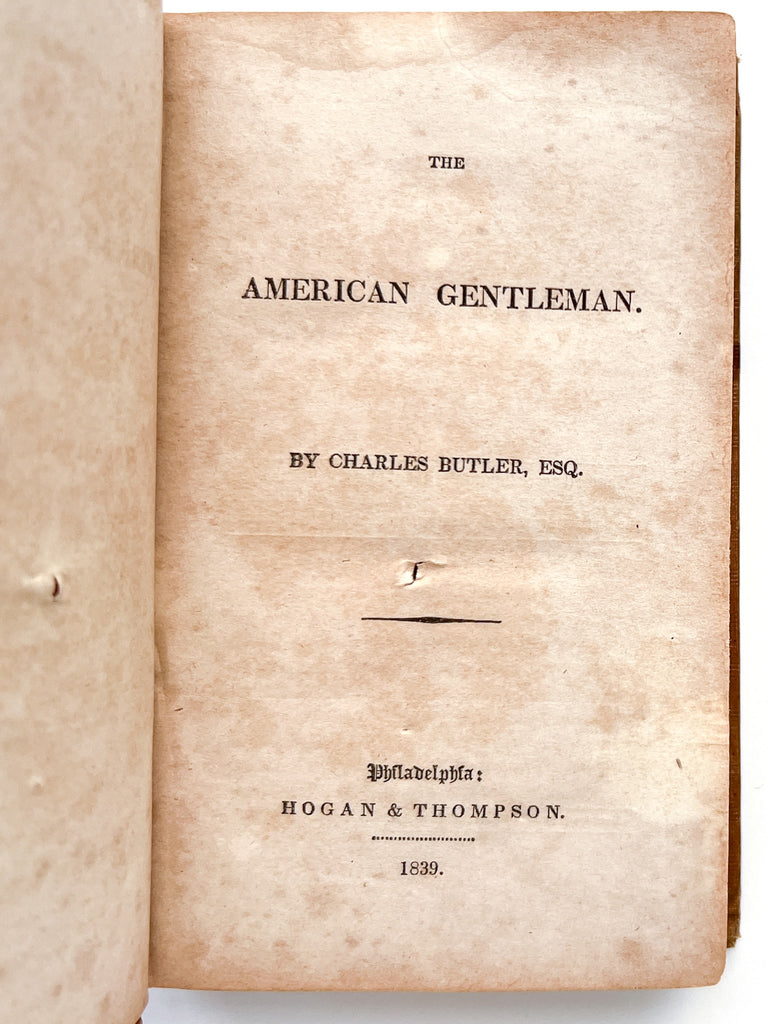 THE
AMERICAN GENTLEMAN.
BY CHARLES BUTLER, ESQ.
Philadelphia:
HOGAN & THOMPSON.
1839.